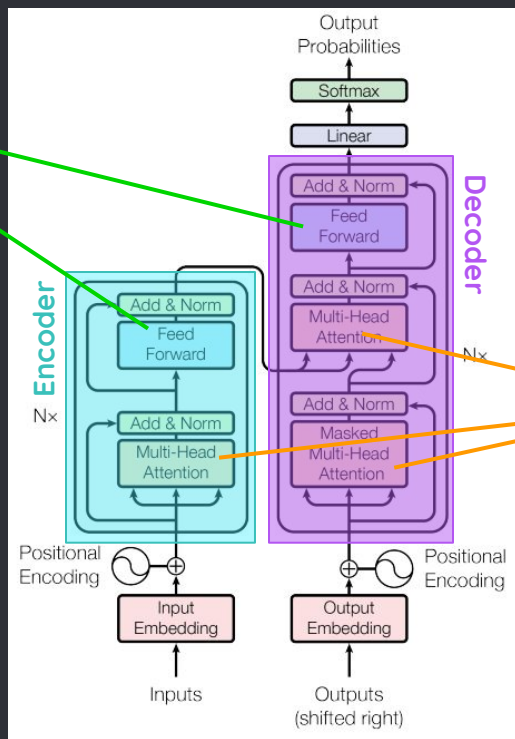 Output
Probabilities
Softmax
Linear
Decoder
Add & Norm
Feed
Forward
Add & Norm
Multi-Head
Attention
N×
Add & Norm
Masked
Multi-Head
Attention
Encoder
Add & Norm
Feed
Forward
N×
Add & Norm
Multi-Head
Attention
Positional
Encoding
Positional
Encoding
Input
Embedding
Output
Embedding
Inputs
Outputs
(shifted right)